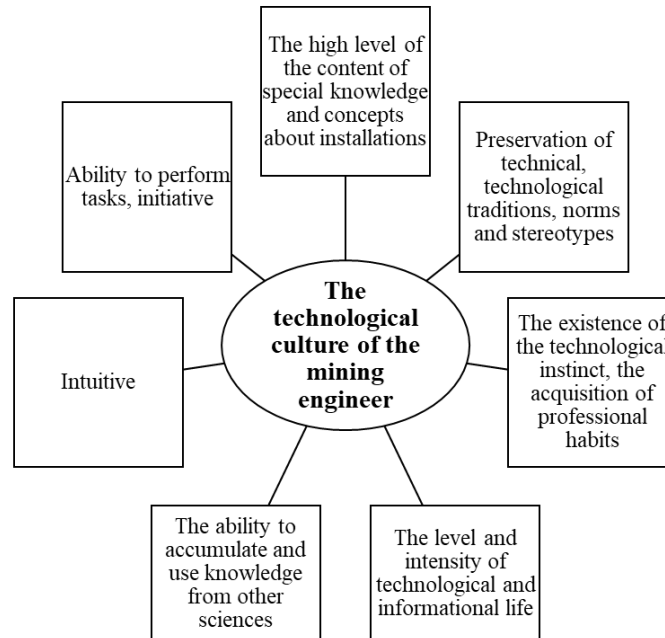 The high level of
the content of
special knowledge
and concepts
about installations
Preservation of
technical,
technological
traditions, norms
and stereotypes
Ability to perform
tasks, initiative
The
technological
culture of the
mining
engineer
The existence of
the technological
instinct, the
acquisition of
professional
habits
Intuitive
The ability to
accumulate and
use knowledge
from other
sciences
The level and
intensity of
technological and
informational life